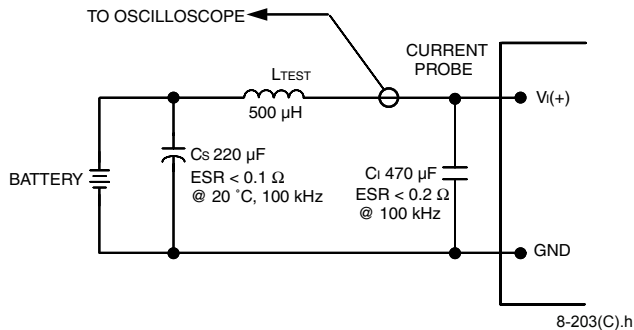 TO OSCILLOSCOPE
CURRENT
PROBE
LTEST
500 µH
VI(+)
CS 220 µF
ESR < 0.1 Ω
@ 20 ˚C, 100 kHz
BATTERY
CI 470 µF
ESR < 0.2 Ω
@ 100 kHz
GND
8-203(C).h